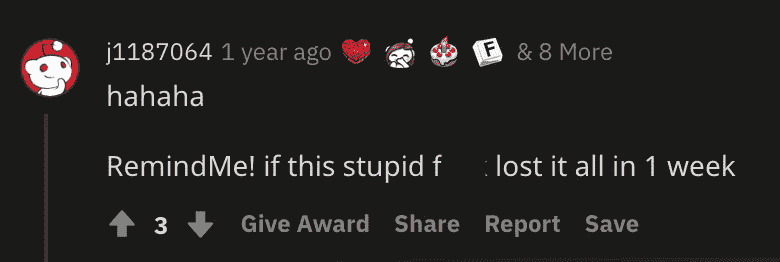 j1187064 1 year ago & 8 More
hahaha
RemindMe! if this stupid f lost it all in 1 week
3 Give Award Share Report Save